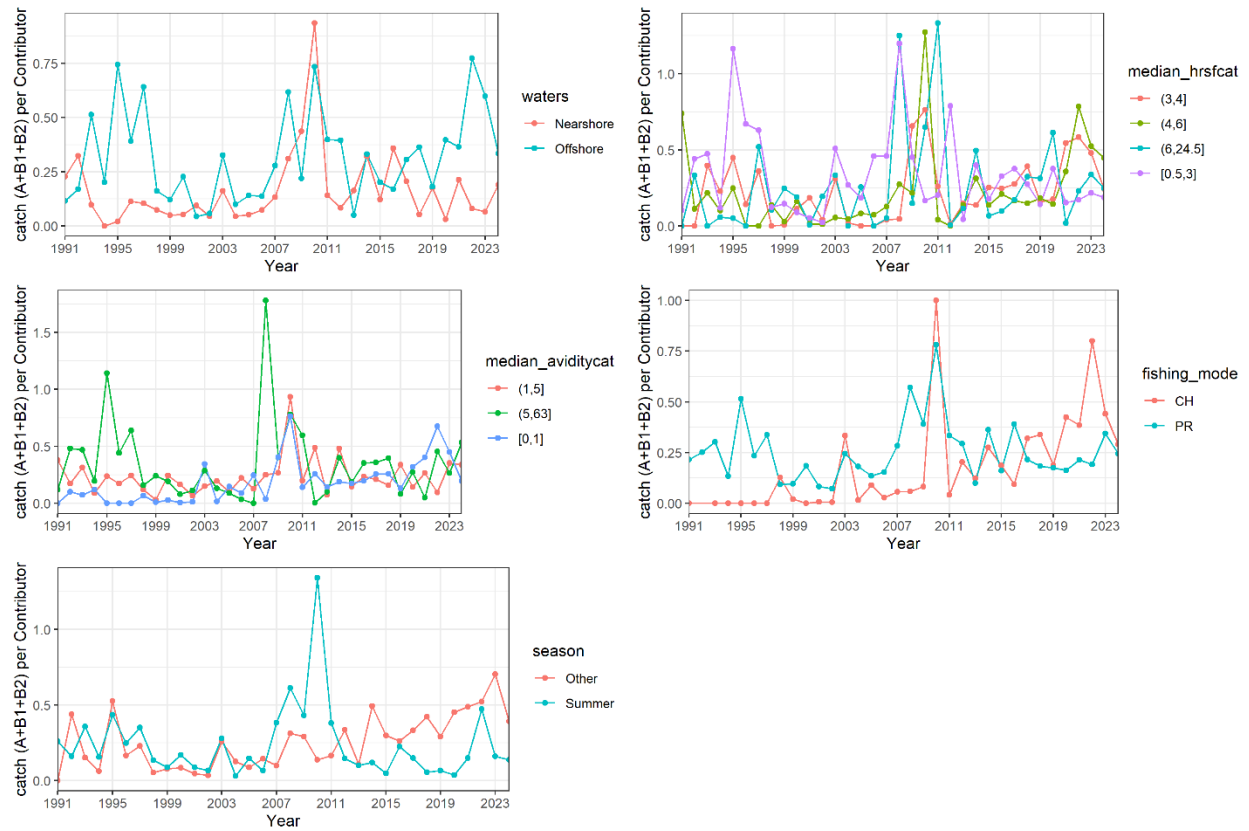 catch (A+B1+B2) per Contributor
0.75
0.50
0.25
0.00
1991 1995 1999 2003 2007 2011 2015 2019 2023
Year
waters
Nearshore
Offshore
catch (A+B1+B2) per Contributor
1.0
0.5
0.0
1991 1995 1999 2003 2007 2011 2015 2019 2023
Year
median_hrsfcat
(3,4]
(4,6]
(6,24.5]
[0.5,3]
catch (A+B1+B2) per Contributor
1.5
1.0
0.5
0.0
1991 1995 1999 2003 2007 2011 2015 2019 2023
Year
median_aviditycat
(1,5]
(5,63]
[0,1]
catch (A+B1+B2) per Contributor
1.00
0.75
0.50
0.25
0.00
1991 1995 1999 2003 2007 2011 2015 2019 2023
Year
fishing_mode
CH
PR
catch (A+B1+B2) per Contributor
1.0
0.5
0.0
1991 1995 1999 2003 2007 2011 2015 2019 2023
Year
season
Other
Summer